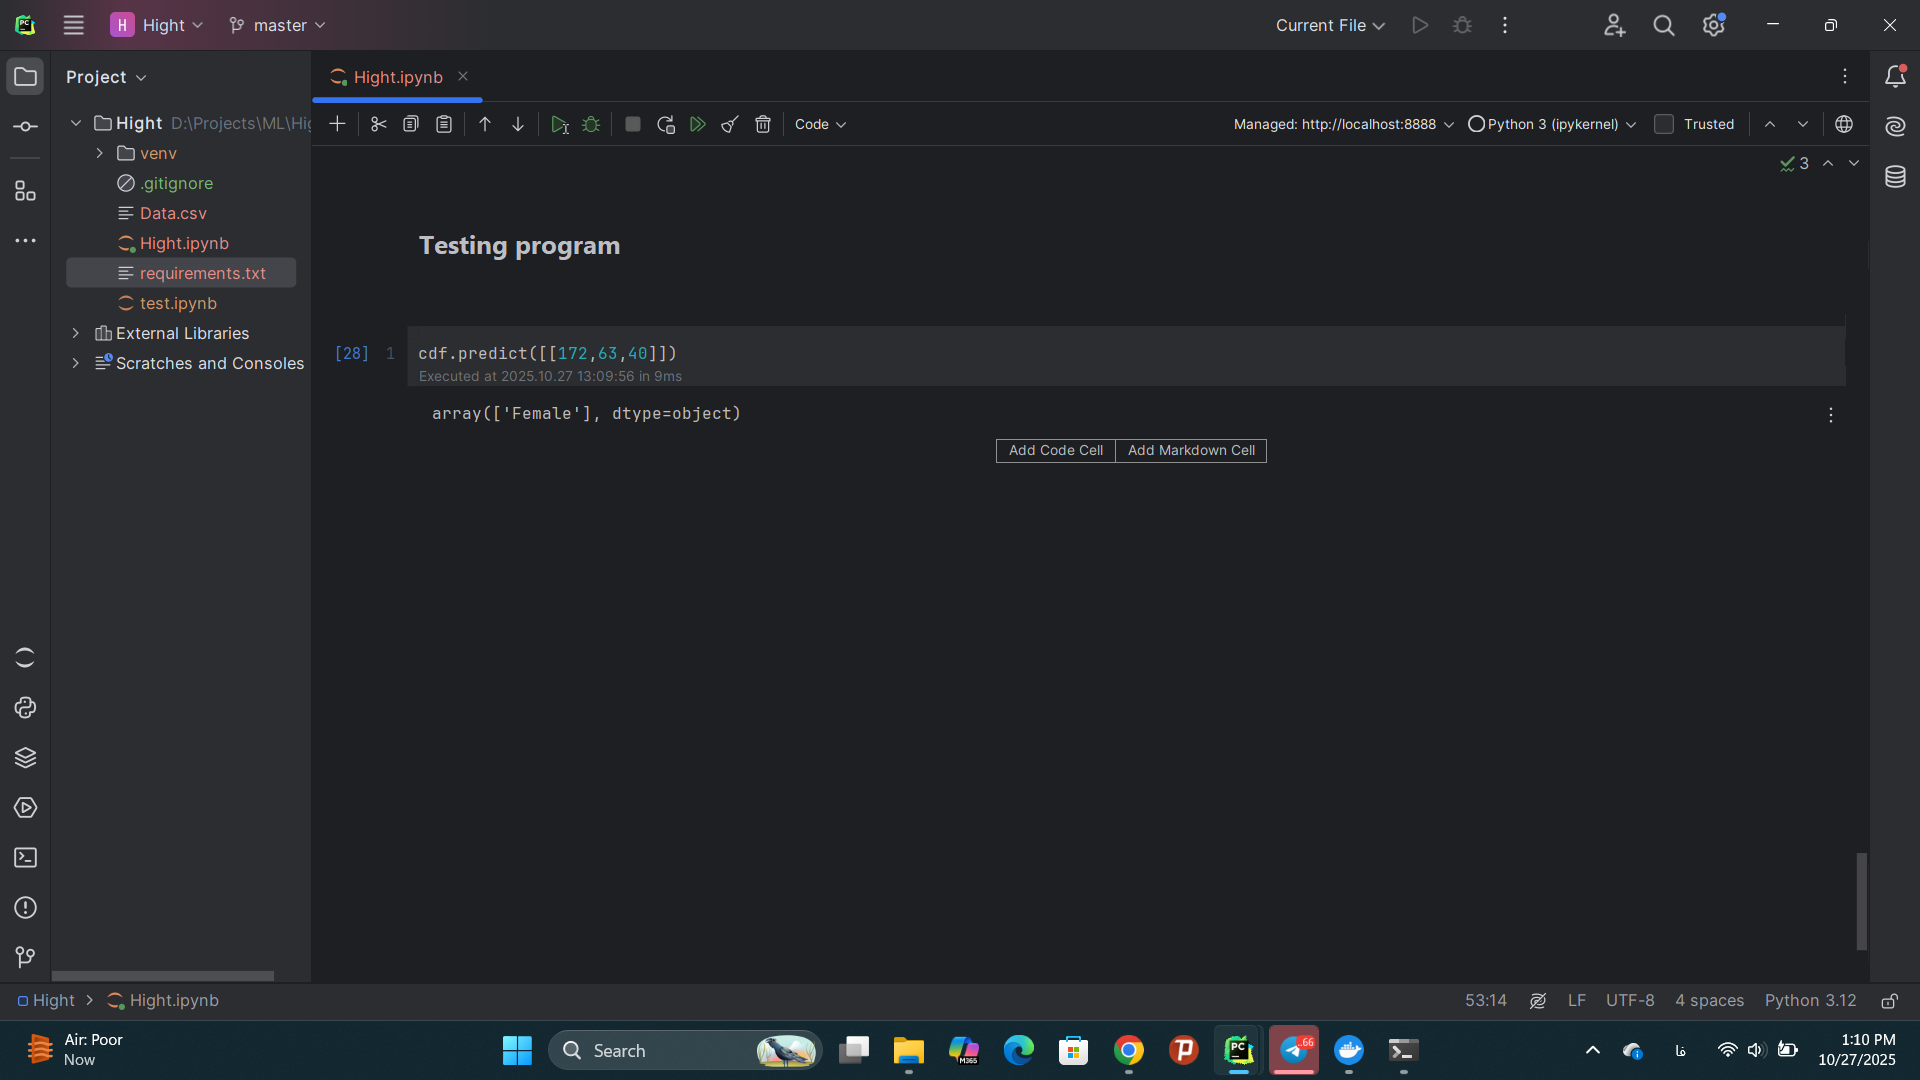 H Hight master Current File
Project
Hight.ipynb
Hight D:\Projects\ML\Hig
venv
.gitignore
Data.csv
Hight.ipynb
requirements.txt
test.ipynb
External Libraries
Scratches and Consoles
Code Managed: http://localhost:8888 Python 3 (ipykernel) Trusted
3
Testing program
[28] 1 cdf.predict([[172,63,40]])
Executed at 2025.10.27 13:09:56 in 9ms
array(['Female'], dtype=object)
Add Code Cell Add Markdown Cell
Hight > Hight.ipynb 53:14 LF UTF-8 4 spaces Python 3.12
Air: Poor
Now
Search
M365
PC
66
فا
1:10 PM
10/27/2025